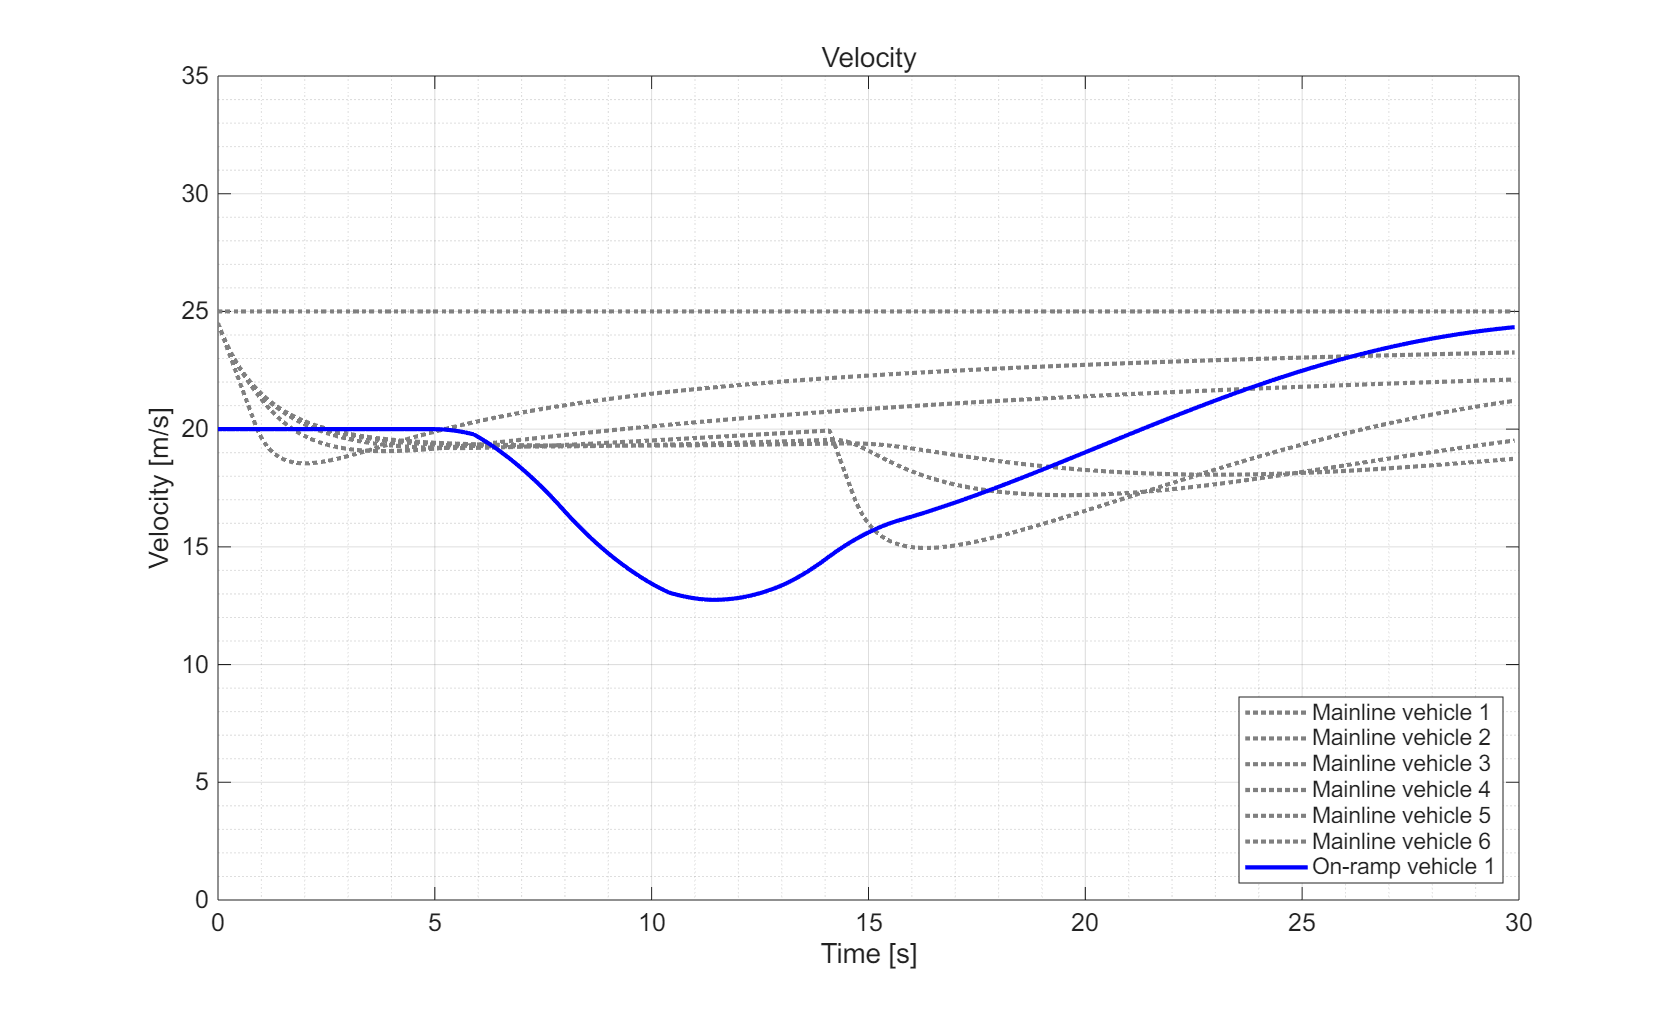 Velocity
35
30
25
20
15
10
5
0
Velocity [m/s]
0 5 10 15 20 25 30
Time [s]
Mainline vehicle 1
Mainline vehicle 2
Mainline vehicle 3
Mainline vehicle 4
Mainline vehicle 5
Mainline vehicle 6
On-ramp vehicle 1